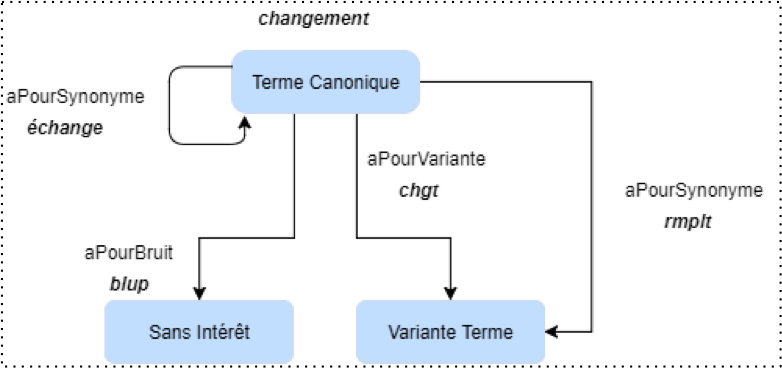 changement
Terme Canonique
aPourSynonyme
échange
aPourVariante
chgt
aPourSynonyme
rmplt
aPourBruit
blup
Sans Intérêt
Variante Terme